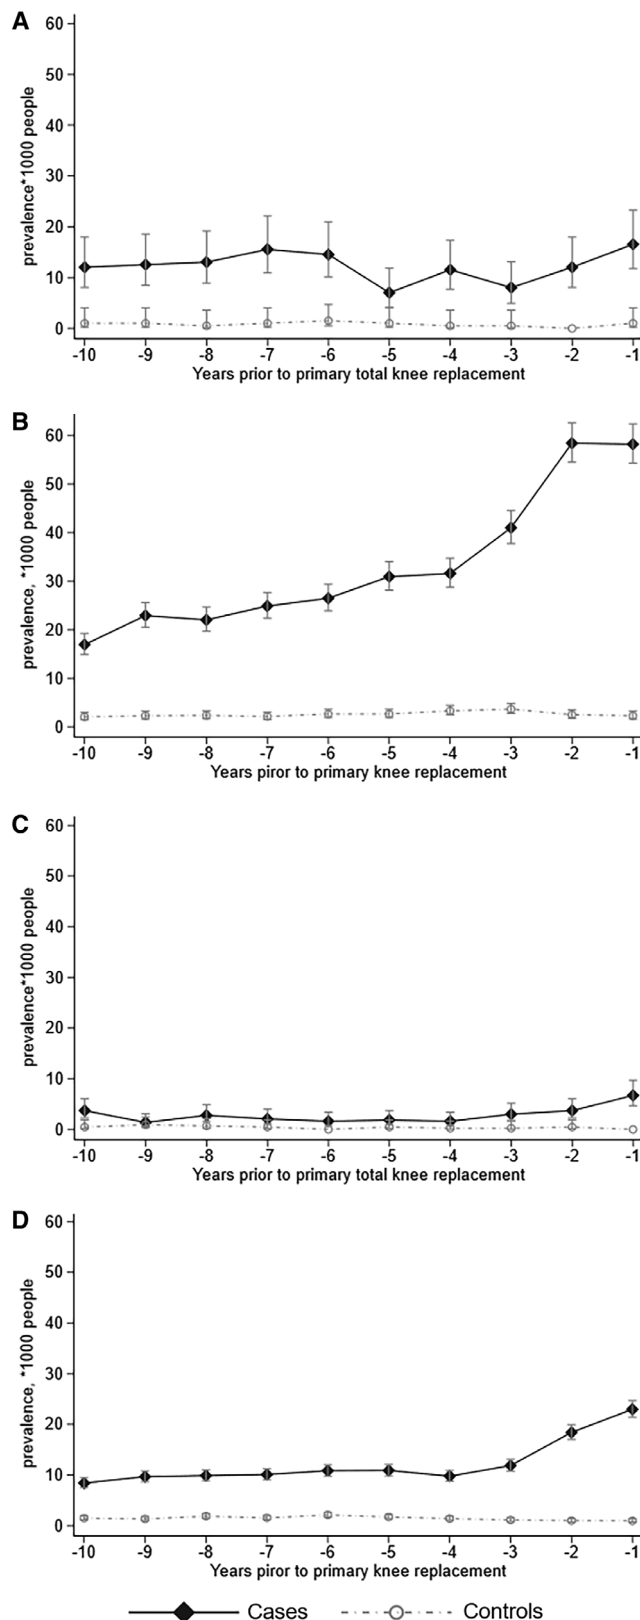 A
60
50
40
30
20
10
0
prevalence*1000 people
-10 -9 -8 -7 -6 -5 -4 -3 -2 -1
Years prior to primary total knee replacement
B
60
50
40
30
20
10
0
prevalence, *1000 people
-10 -9 -8 -7 -6 -5 -4 -3 -2 -1
Years piror to primary knee replacement
C
60
50
40
30
20
10
0
prevalence*1000 people
-10 -9 -8 -7 -6 -5 -4 -3 -2 -1
Years prior to primary total knee replacement
D
60
50
40
30
20
10
0
prevalence, *1000 people
-10 -9 -8 -7 -6 -5 -4 -3 -2 -1
Years piror to primary knee replacement
Cases Controls